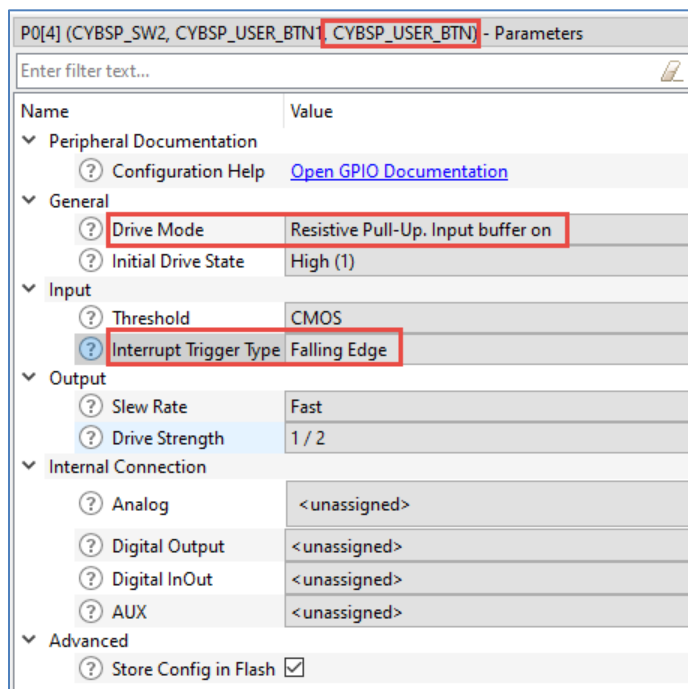 P0[4] (CYBSP_SW2, CYBSP_USER_BTN1, CYBSP_USER_BTN) - Parameters
Enter filter text...
Name Value
Peripheral Documentation
? Configuration Help Open GPIO Documentation
General
? Drive Mode Resistive Pull-Up. Input buffer on
? Initial Drive State High (1)
Input
? Threshold CMOS
? Interrupt Trigger Type Falling Edge
Output
? Slew Rate Fast
? Drive Strength 1 / 2
Internal Connection
? Analog <unassigned>
? Digital Output <unassigned>
? Digital InOut <unassigned>
? AUX <unassigned>
Advanced
? Store Config in Flash